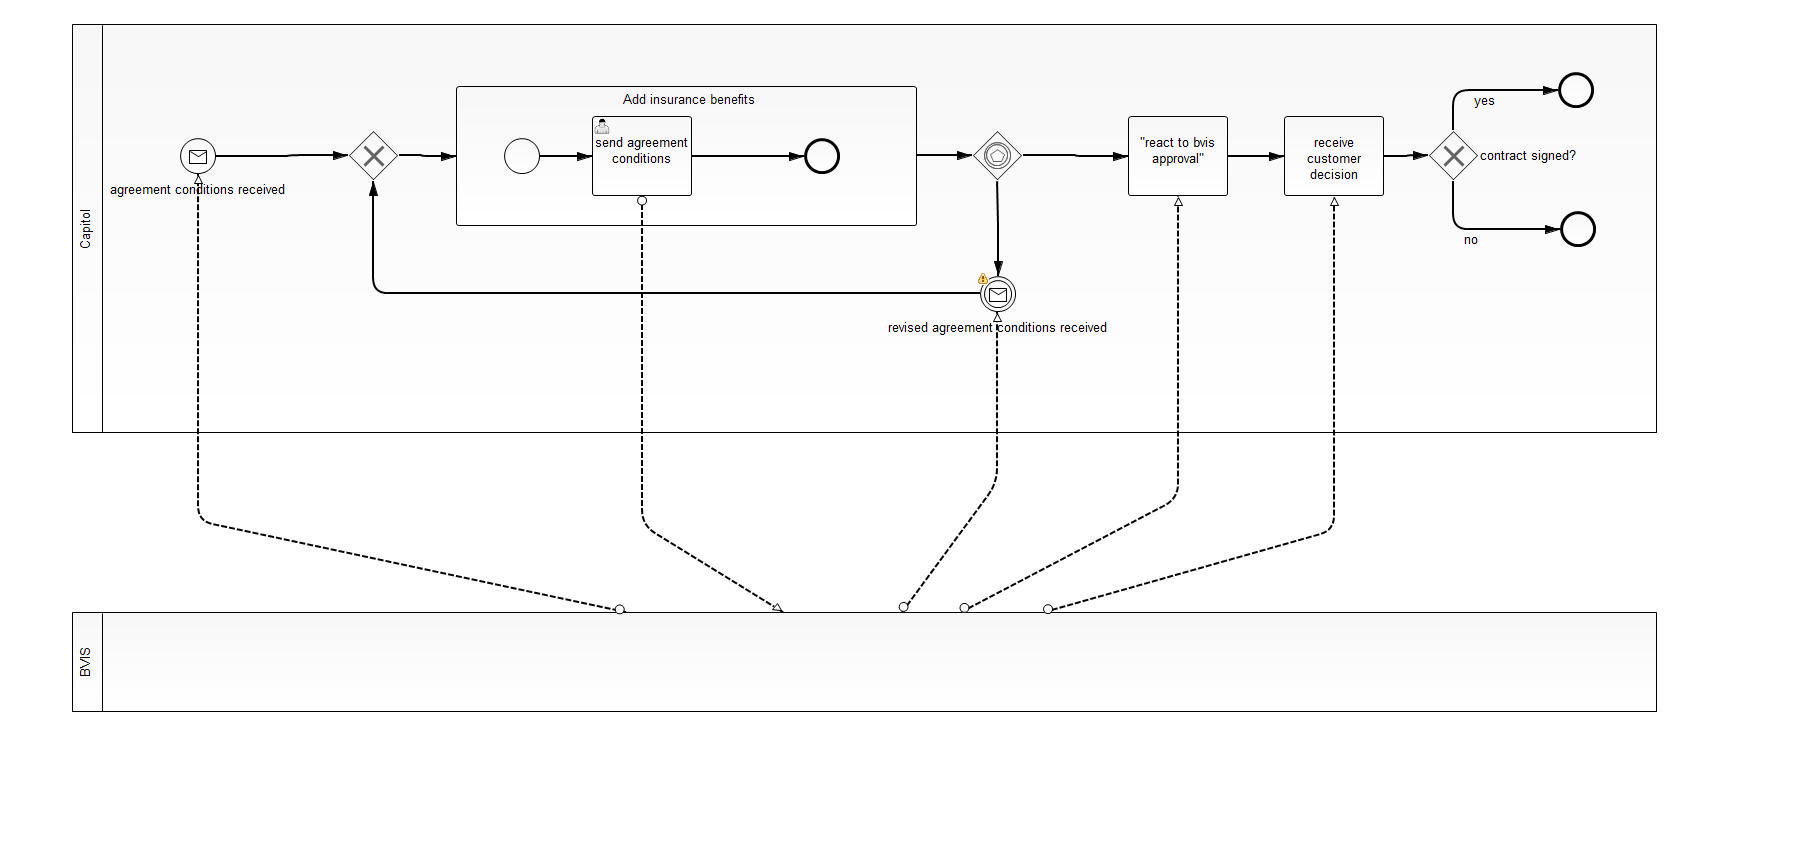 Capitol
agreement conditions received
Add insurance benefits
send agreement
conditions
revised agreement conditions received
"react to bvis
approval"
receive
customer
decision
contract signed?
yes
no
BVIS